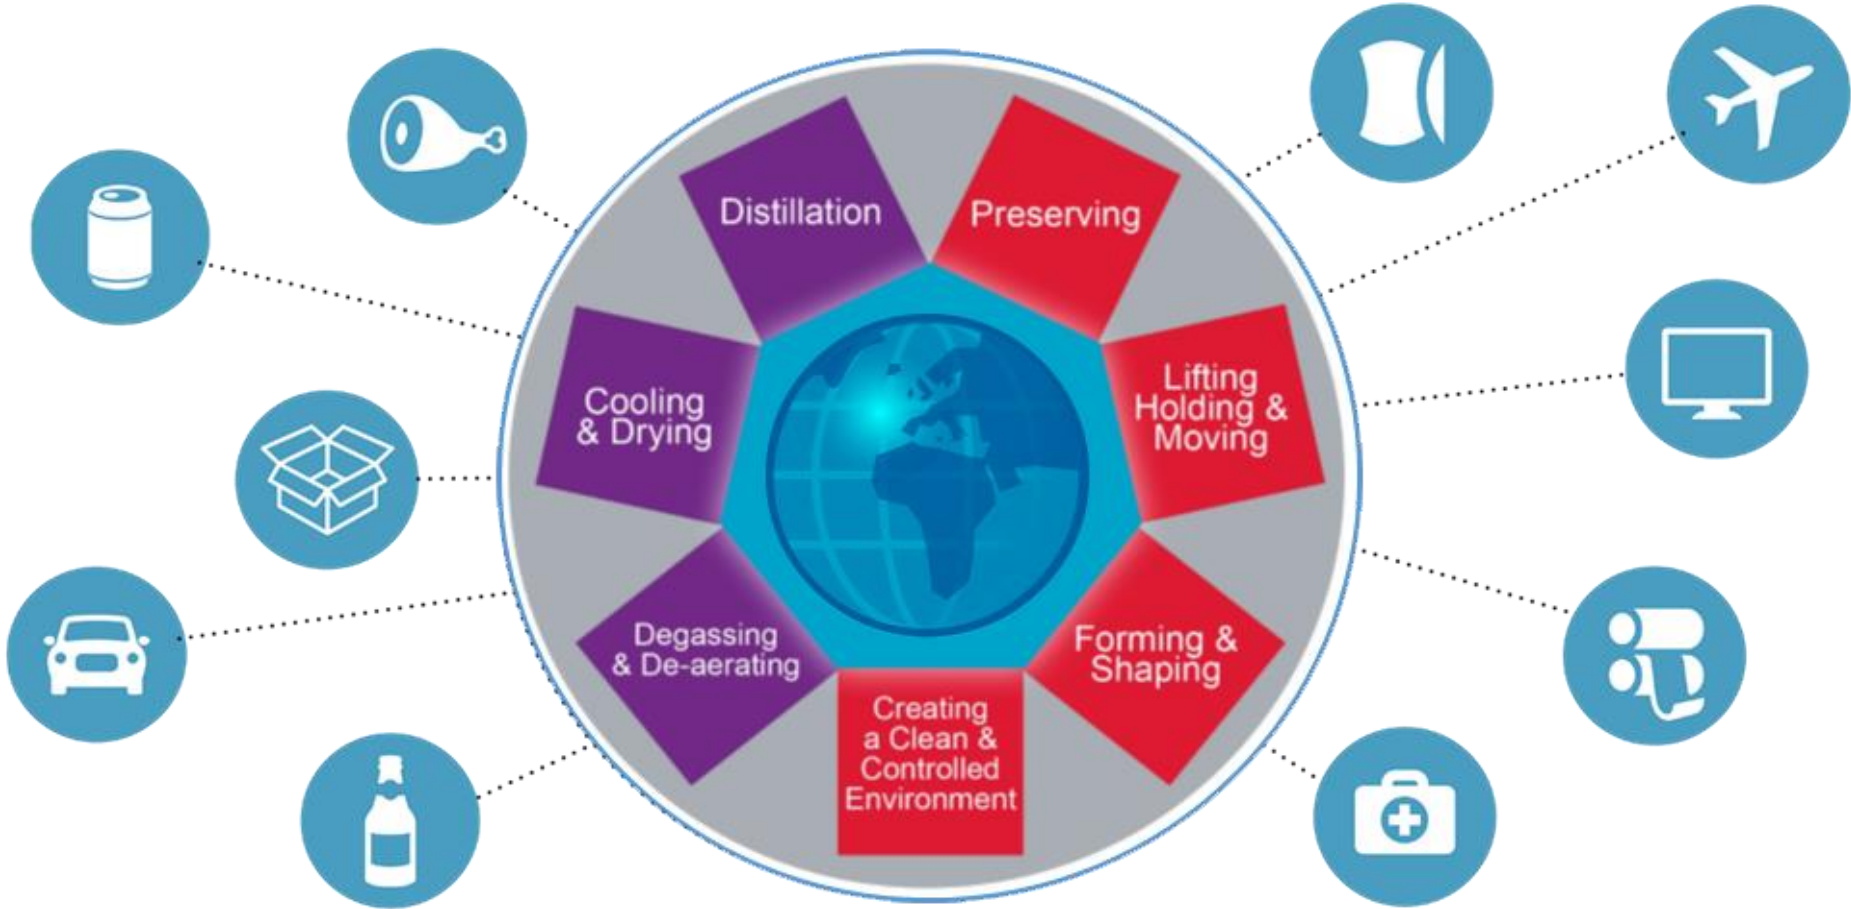 Distillation
Preserving
Cooling
& Drying
Lifting
Holding &
Moving
Degassing
& De-aerating
Forming &
Shaping
Creating
a Clean &
Controlled
Environment